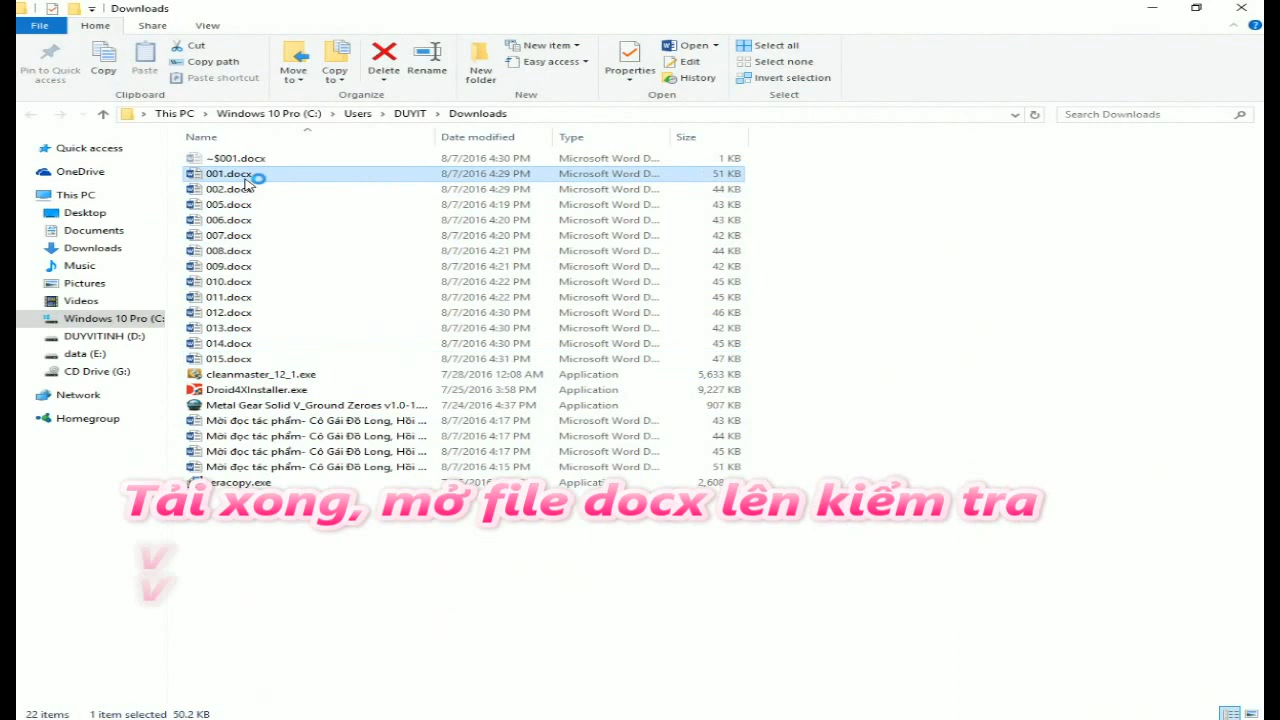 Downloads
File Home Share View
Pin to Quick access
Copy
Paste
Cut
Copy path
Paste shortcut
Move to
Copy to
Delete
Rename
New folder
New item
Easy access
Properties
Open
Edit
History
Select all
Select none
Invert selection
Clipboard Organize New Open Select
This PC > Windows 10 Pro (C:) > Users > DUYIT > Downloads
Search Downloads
Name Date modified Type Size
Quick access
OneDrive
This PC
Desktop
Documents
Downloads
Music
Pictures
Videos
Windows 10 Pro (C:
DUYVITINH (D:)
data (E:)
CD Drive (G:)
Network
Homegroup
~$001.docx 8/7/2016 4:30 PM Microsoft Word D... 1 KB
001.docx 8/7/2016 4:29 PM Microsoft Word D... 51 KB
002.docx 8/7/2016 4:29 PM Microsoft Word D... 44 KB
005.docx 8/7/2016 4:19 PM Microsoft Word D... 43 KB
006.docx 8/7/2016 4:20 PM Microsoft Word D... 43 KB
007.docx 8/7/2016 4:20 PM Microsoft Word D... 42 KB
008.docx 8/7/2016 4:21 PM Microsoft Word D... 44 KB
009.docx 8/7/2016 4:21 PM Microsoft Word D... 42 KB
010.docx 8/7/2016 4:22 PM Microsoft Word D... 45 KB
011.docx 8/7/2016 4:22 PM Microsoft Word D... 45 KB
012.docx 8/7/2016 4:30 PM Microsoft Word D... 46 KB
013.docx 8/7/2016 4:30 PM Microsoft Word D... 42 KB
014.docx 8/7/2016 4:30 PM Microsoft Word D... 45 KB
015.docx 8/7/2016 4:31 PM Microsoft Word D... 47 KB
cleanmaster_12_1.exe 7/28/2016 12:08 AM Application 5,633 KB
Droid4XInstaller.exe 7/25/2016 3:58 PM Application 9,227 KB
Metal Gear Solid V_Ground Zeroes v1.0-1.... 7/24/2016 4:37 PM Application 907 KB
Mời đọc tác phẩm- Cô Gái Đồ Long, Hồi ... 8/7/2016 4:17 PM Microsoft Word D... 43 KB
Mời đọc tác phẩm- Cô Gái Đồ Long, Hồi ... 8/7/2016 4:17 PM Microsoft Word D... 44 KB
Mời đọc tác phẩm- Cô Gái Đồ Long, Hồi ... 8/7/2016 4:17 PM Microsoft Word D... 45 KB
Mời đọc tác phẩm- Cô Gái Đồ Long, Hồi ... 8/7/2016 4:15 PM Microsoft Word D... 51 KB
eracopy.exe 2,608
Tải xong, mở file docx lên kiểm tra
V
V
22 items 1 item selected 50.2 KB